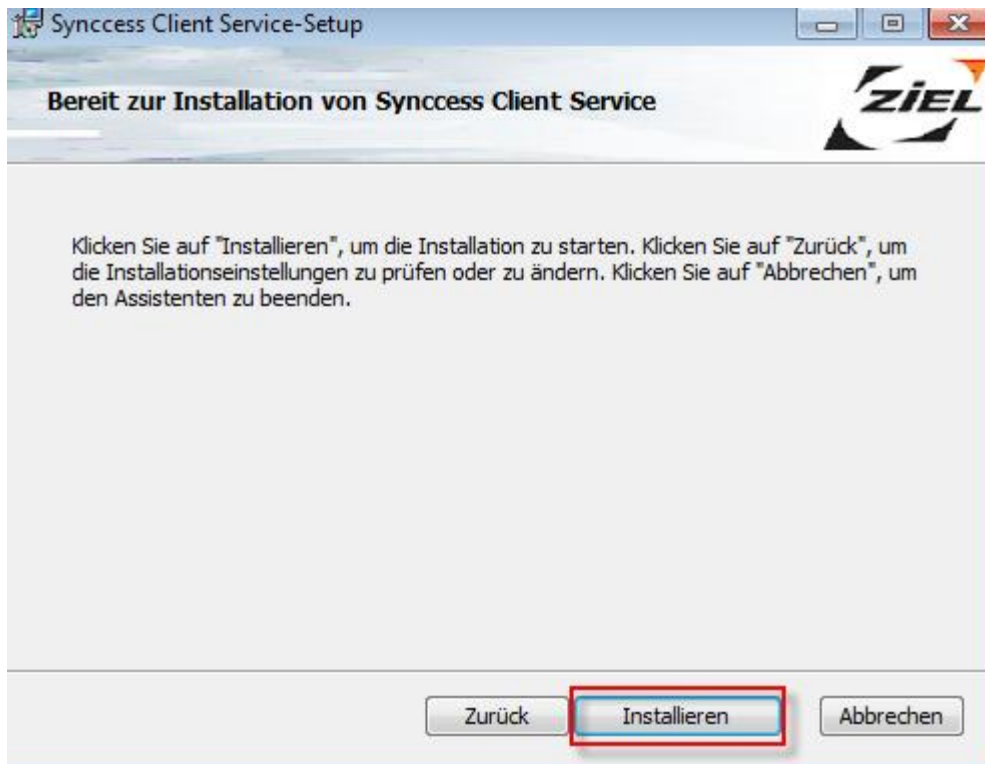 Synccess Client Service-Setup
Bereit zur Installation von Synccess Client Service
ZiEL
Klicken Sie auf "Installieren", um die Installation zu starten. Klicken Sie auf "Zurück", um
die Installationseinstellungen zu prüfen oder zu ändern. Klicken Sie auf "Abbrechen", um
den Assistenten zu beenden.
Zurück
Installieren
Abbrechen